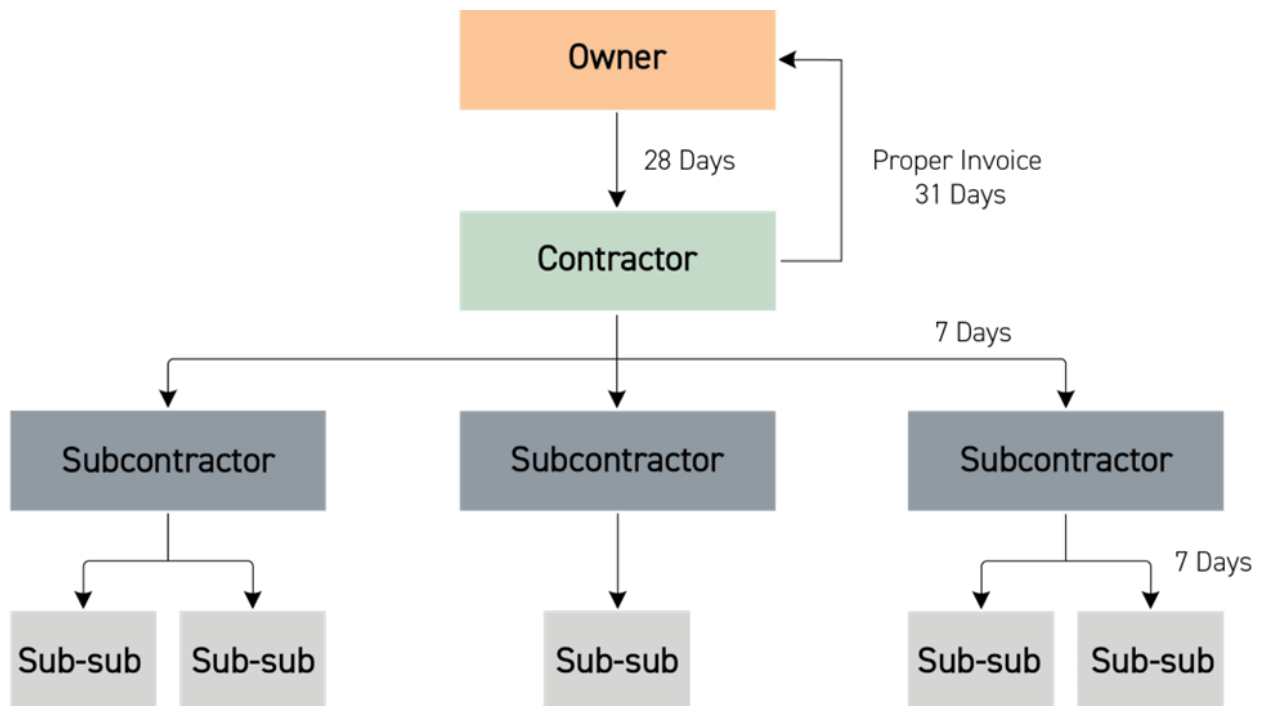 Owner
28 Days
Proper Invoice
31 Days
Contractor
7 Days
Subcontractor
Subcontractor
Subcontractor
7 Days
Sub-sub
Sub-sub
Sub-sub
Sub-sub
Sub-sub